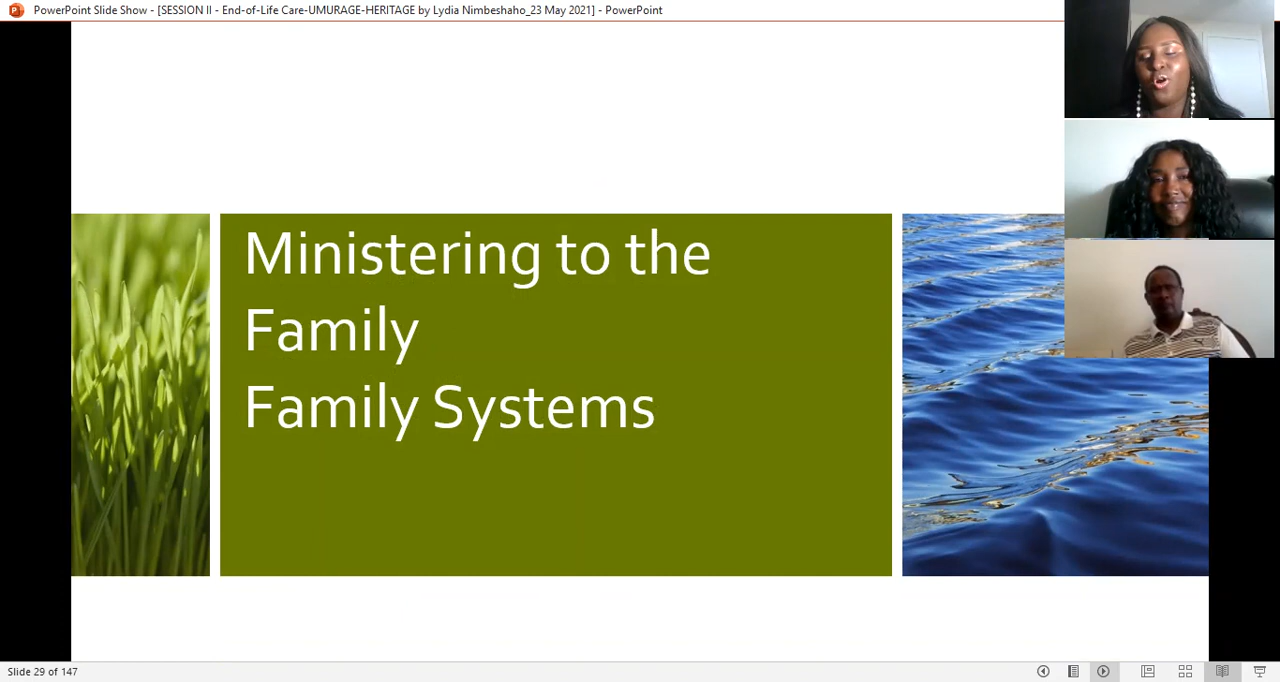 PowerPoint Slide Show - [SESSION II - End-of-Life Care-UMURAGE-HERITAGE by Lydia Nimbeshaho_23 May 2021] - PowerPoint
Ministering to the
Family
Family Systems
Slide 29 of 147